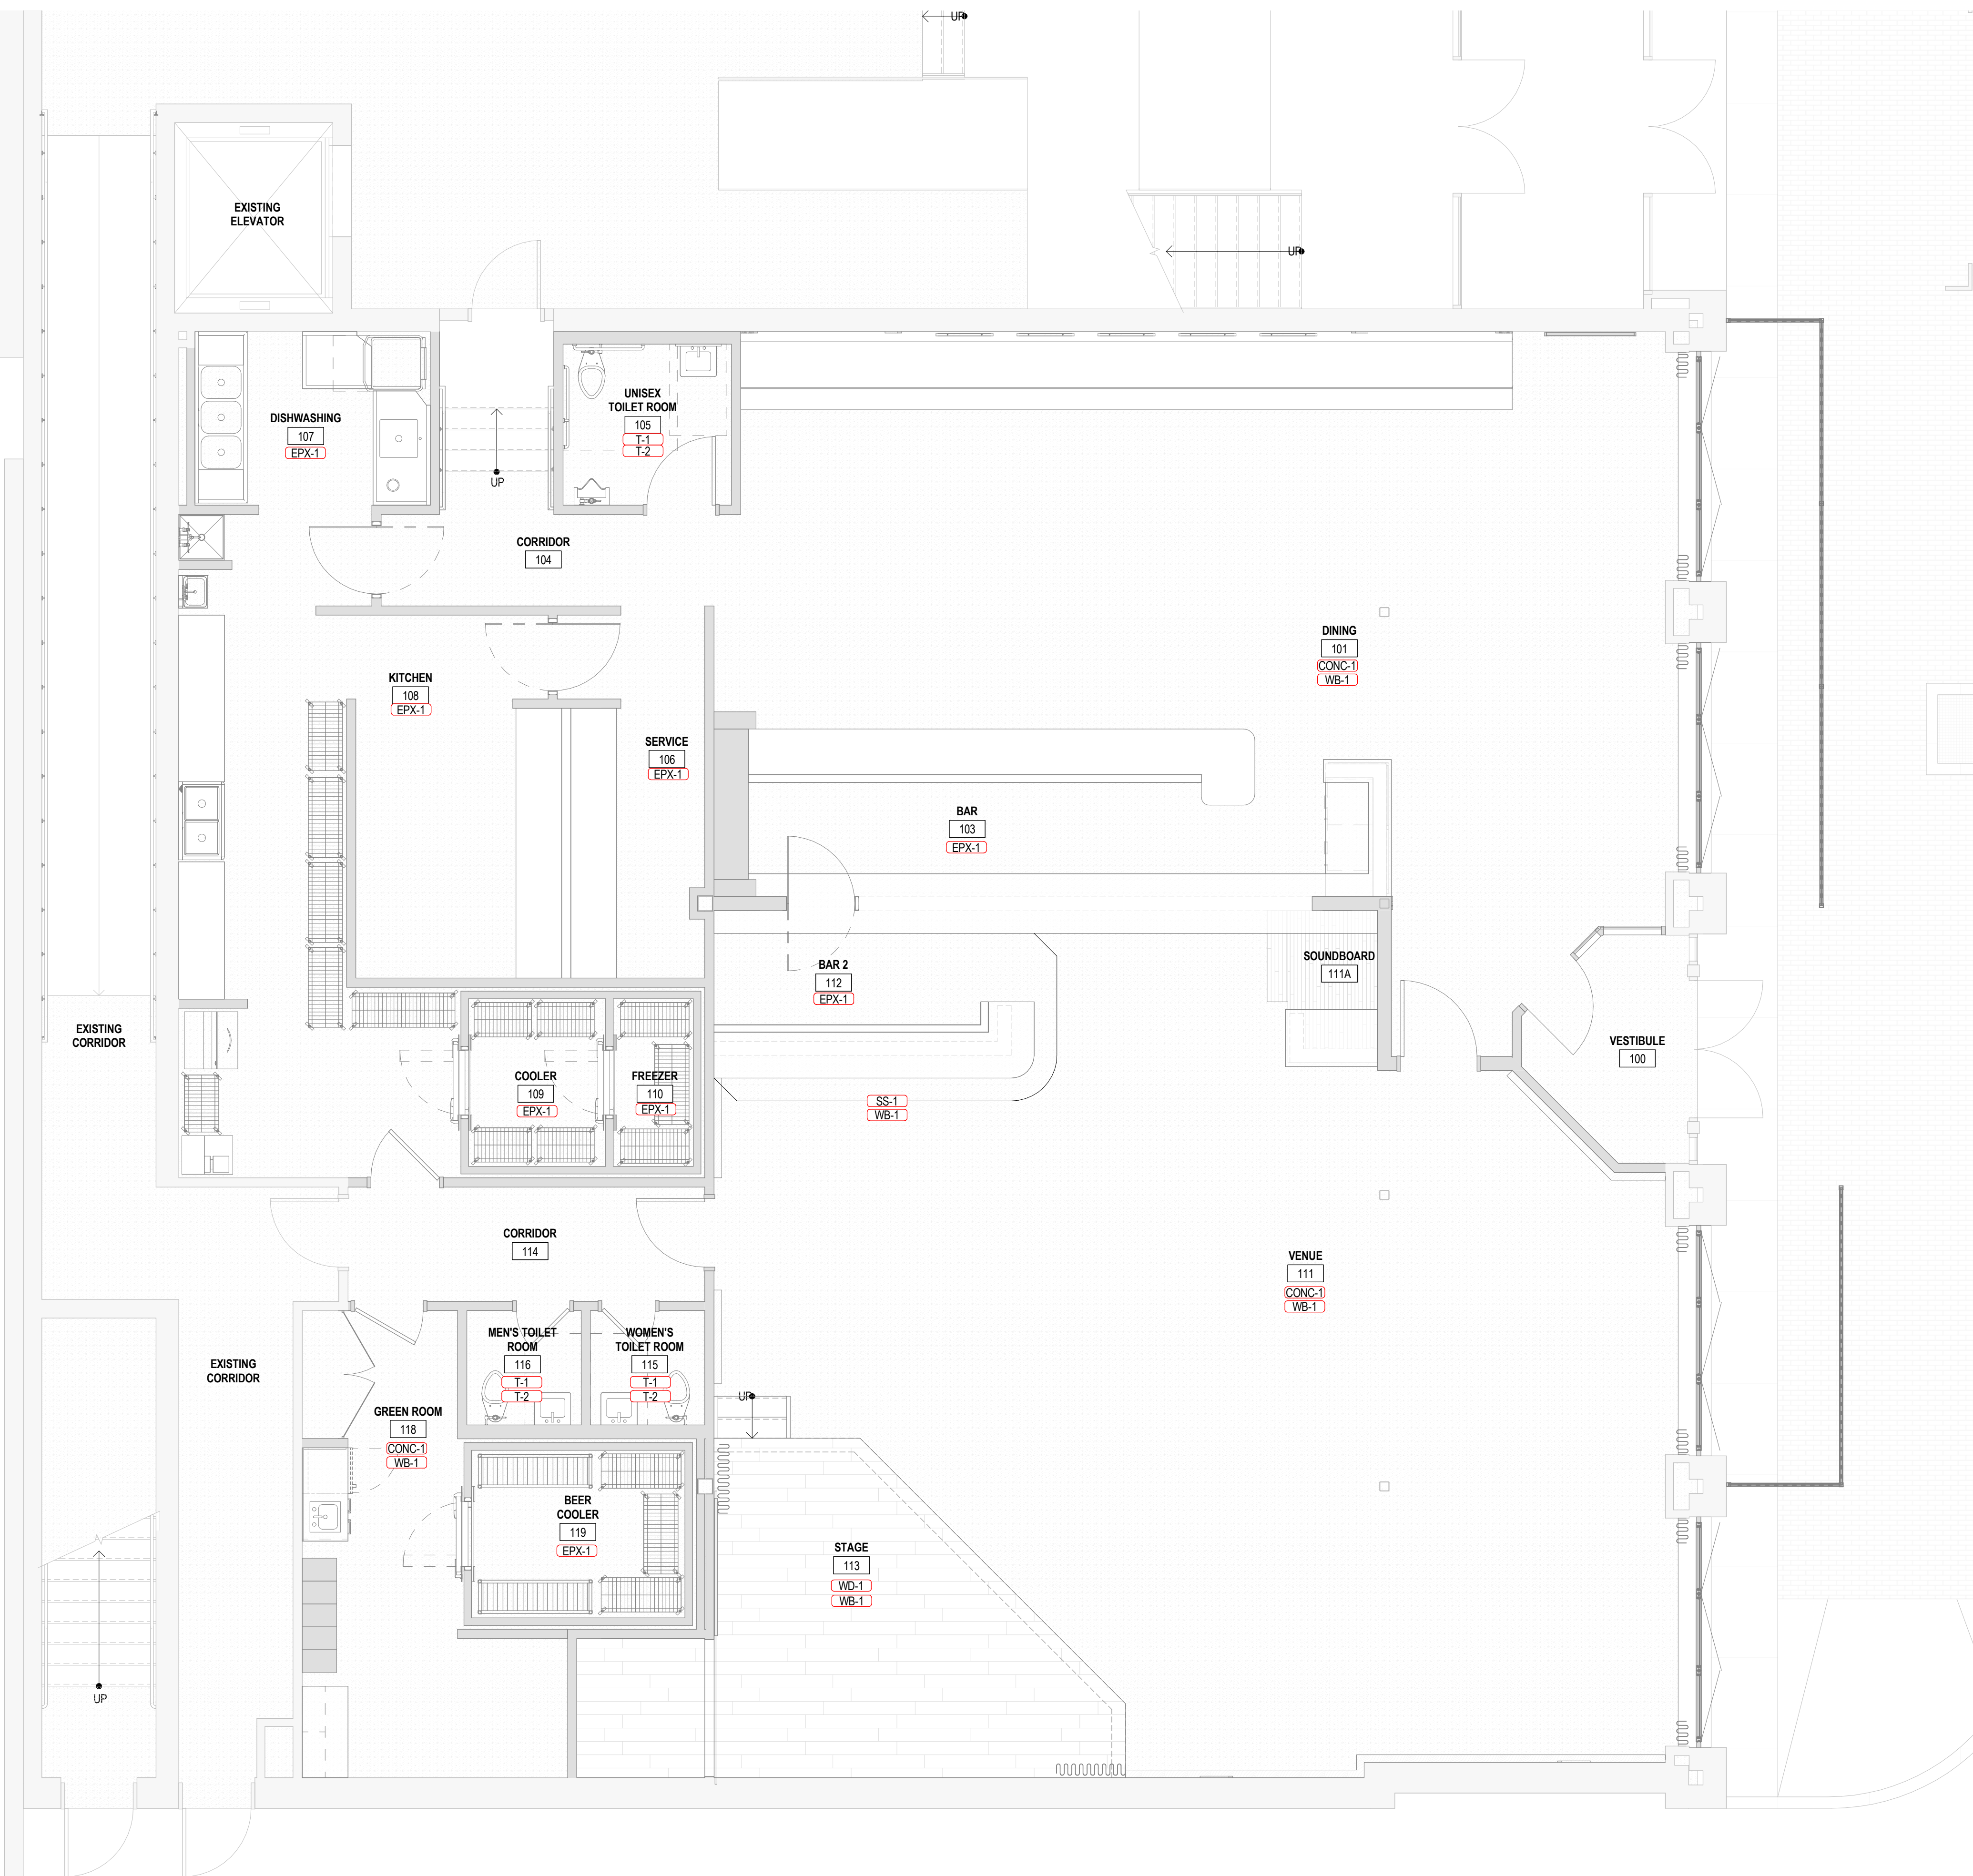 UP
EXISTING
ELEVATOR
UP
DISHWASHING
107
EPX-1
UP
UNISEX
TOILET ROOM
105
T-1
T-2
CORRIDOR
104
DINING
101
CONC-1
WB-1
KITCHEN
108
EPX-1
SERVICE
106
EPX-1
BAR
103
EPX-1
BAR 2
112
EPX-1
SOUNDBOARD
111A
EXISTING
CORRIDOR
VESTIBULE
100
COOLER
109
EPX-1
FREEZER
110
EPX-1
SS-1
WB-1
CORRIDOR
114
VENUE
111
CONC-1
WB-1
MEN'S TOILET
ROOM
116
T-1
T-2
WOMEN'S
TOILET ROOM
115
T-1
T-2
EXISTING
CORRIDOR
UP
GREEN ROOM
118
CONC-1
WB-1
BEER
COOLER
119
EPX-1
STAGE
113
WD-1
WB-1
UP